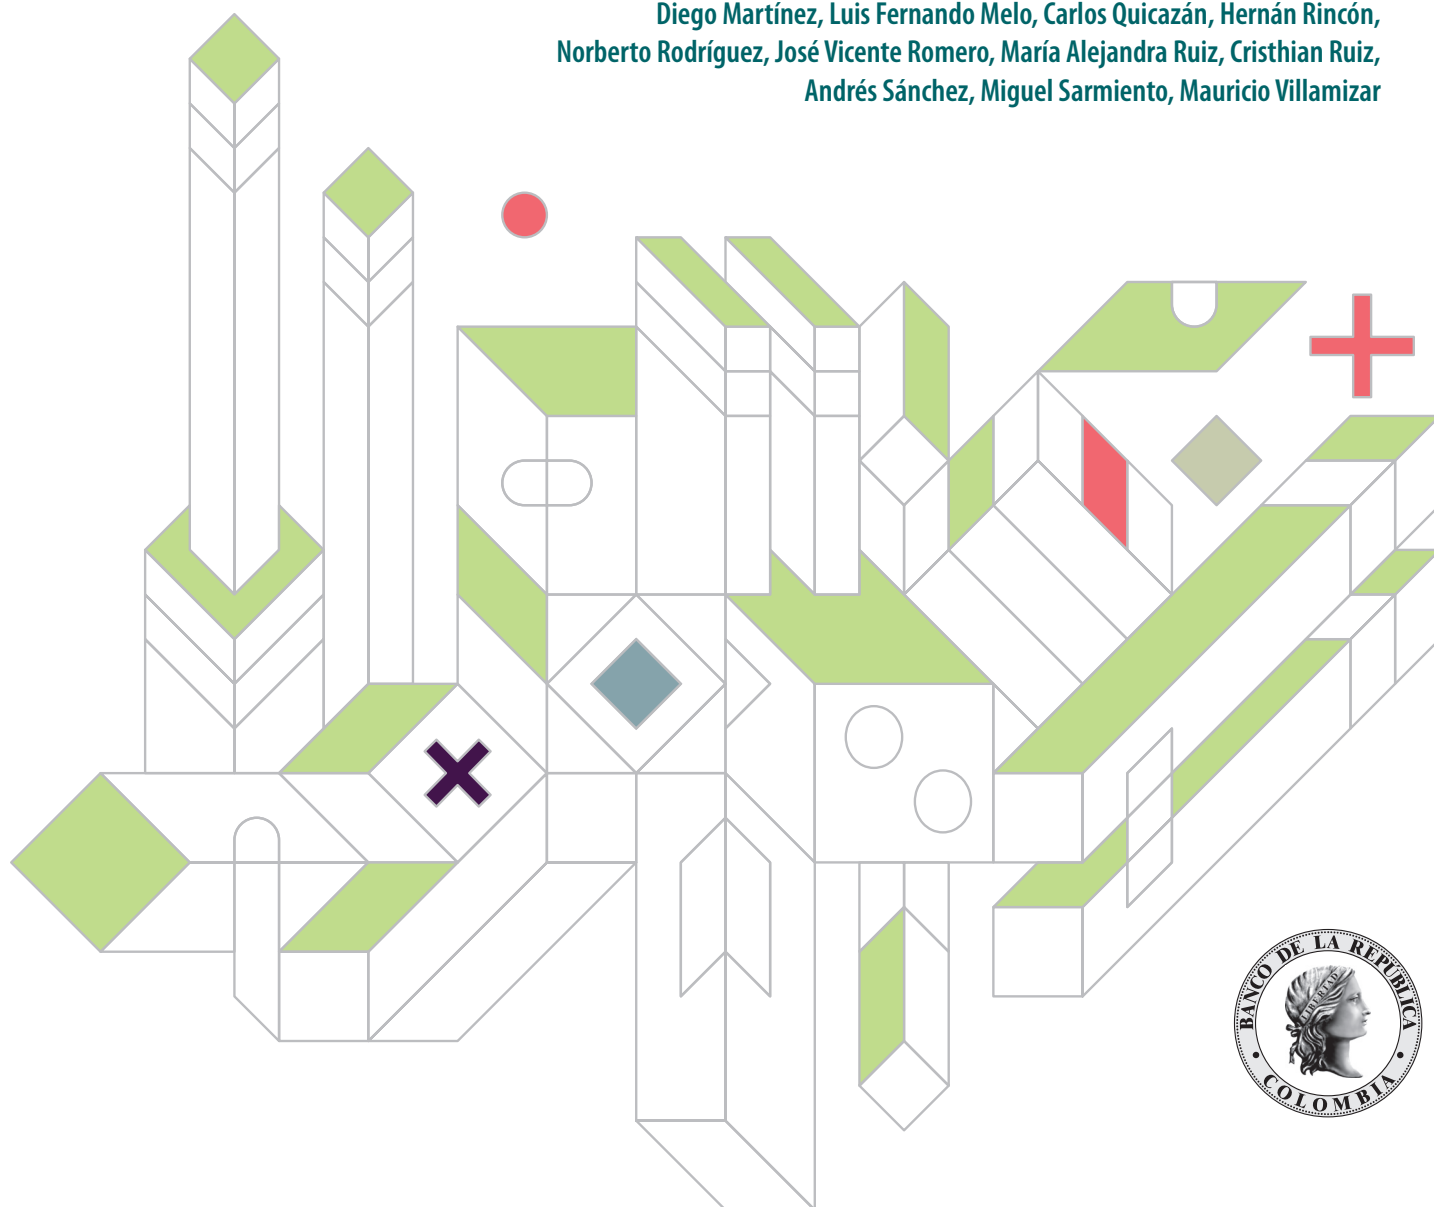 Diego Martínez, Luis Fernando Melo, Carlos Quicazán, Hernán Rincón,
Norberto Rodríguez, José Vicente Romero, María Alejandra Ruiz, Cristhian Ruiz,
Andrés Sánchez, Miguel Sarmiento, Mauricio Villamizar
BANCO DE LA REPÚBLICA
COLOMBIA
LIBERTAD